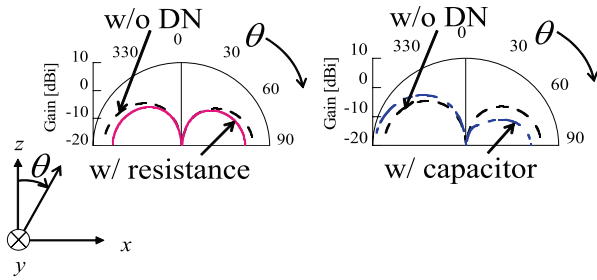 w/o DN
0
330
30
θ
60
90
10
0
-10
-20
Gain [dBi]
w/ resistance
w/o DN
0
330
30
θ
60
90
10
0
-10
-20
Gain [dBi]
w/ capacitor
z
θ
x
y